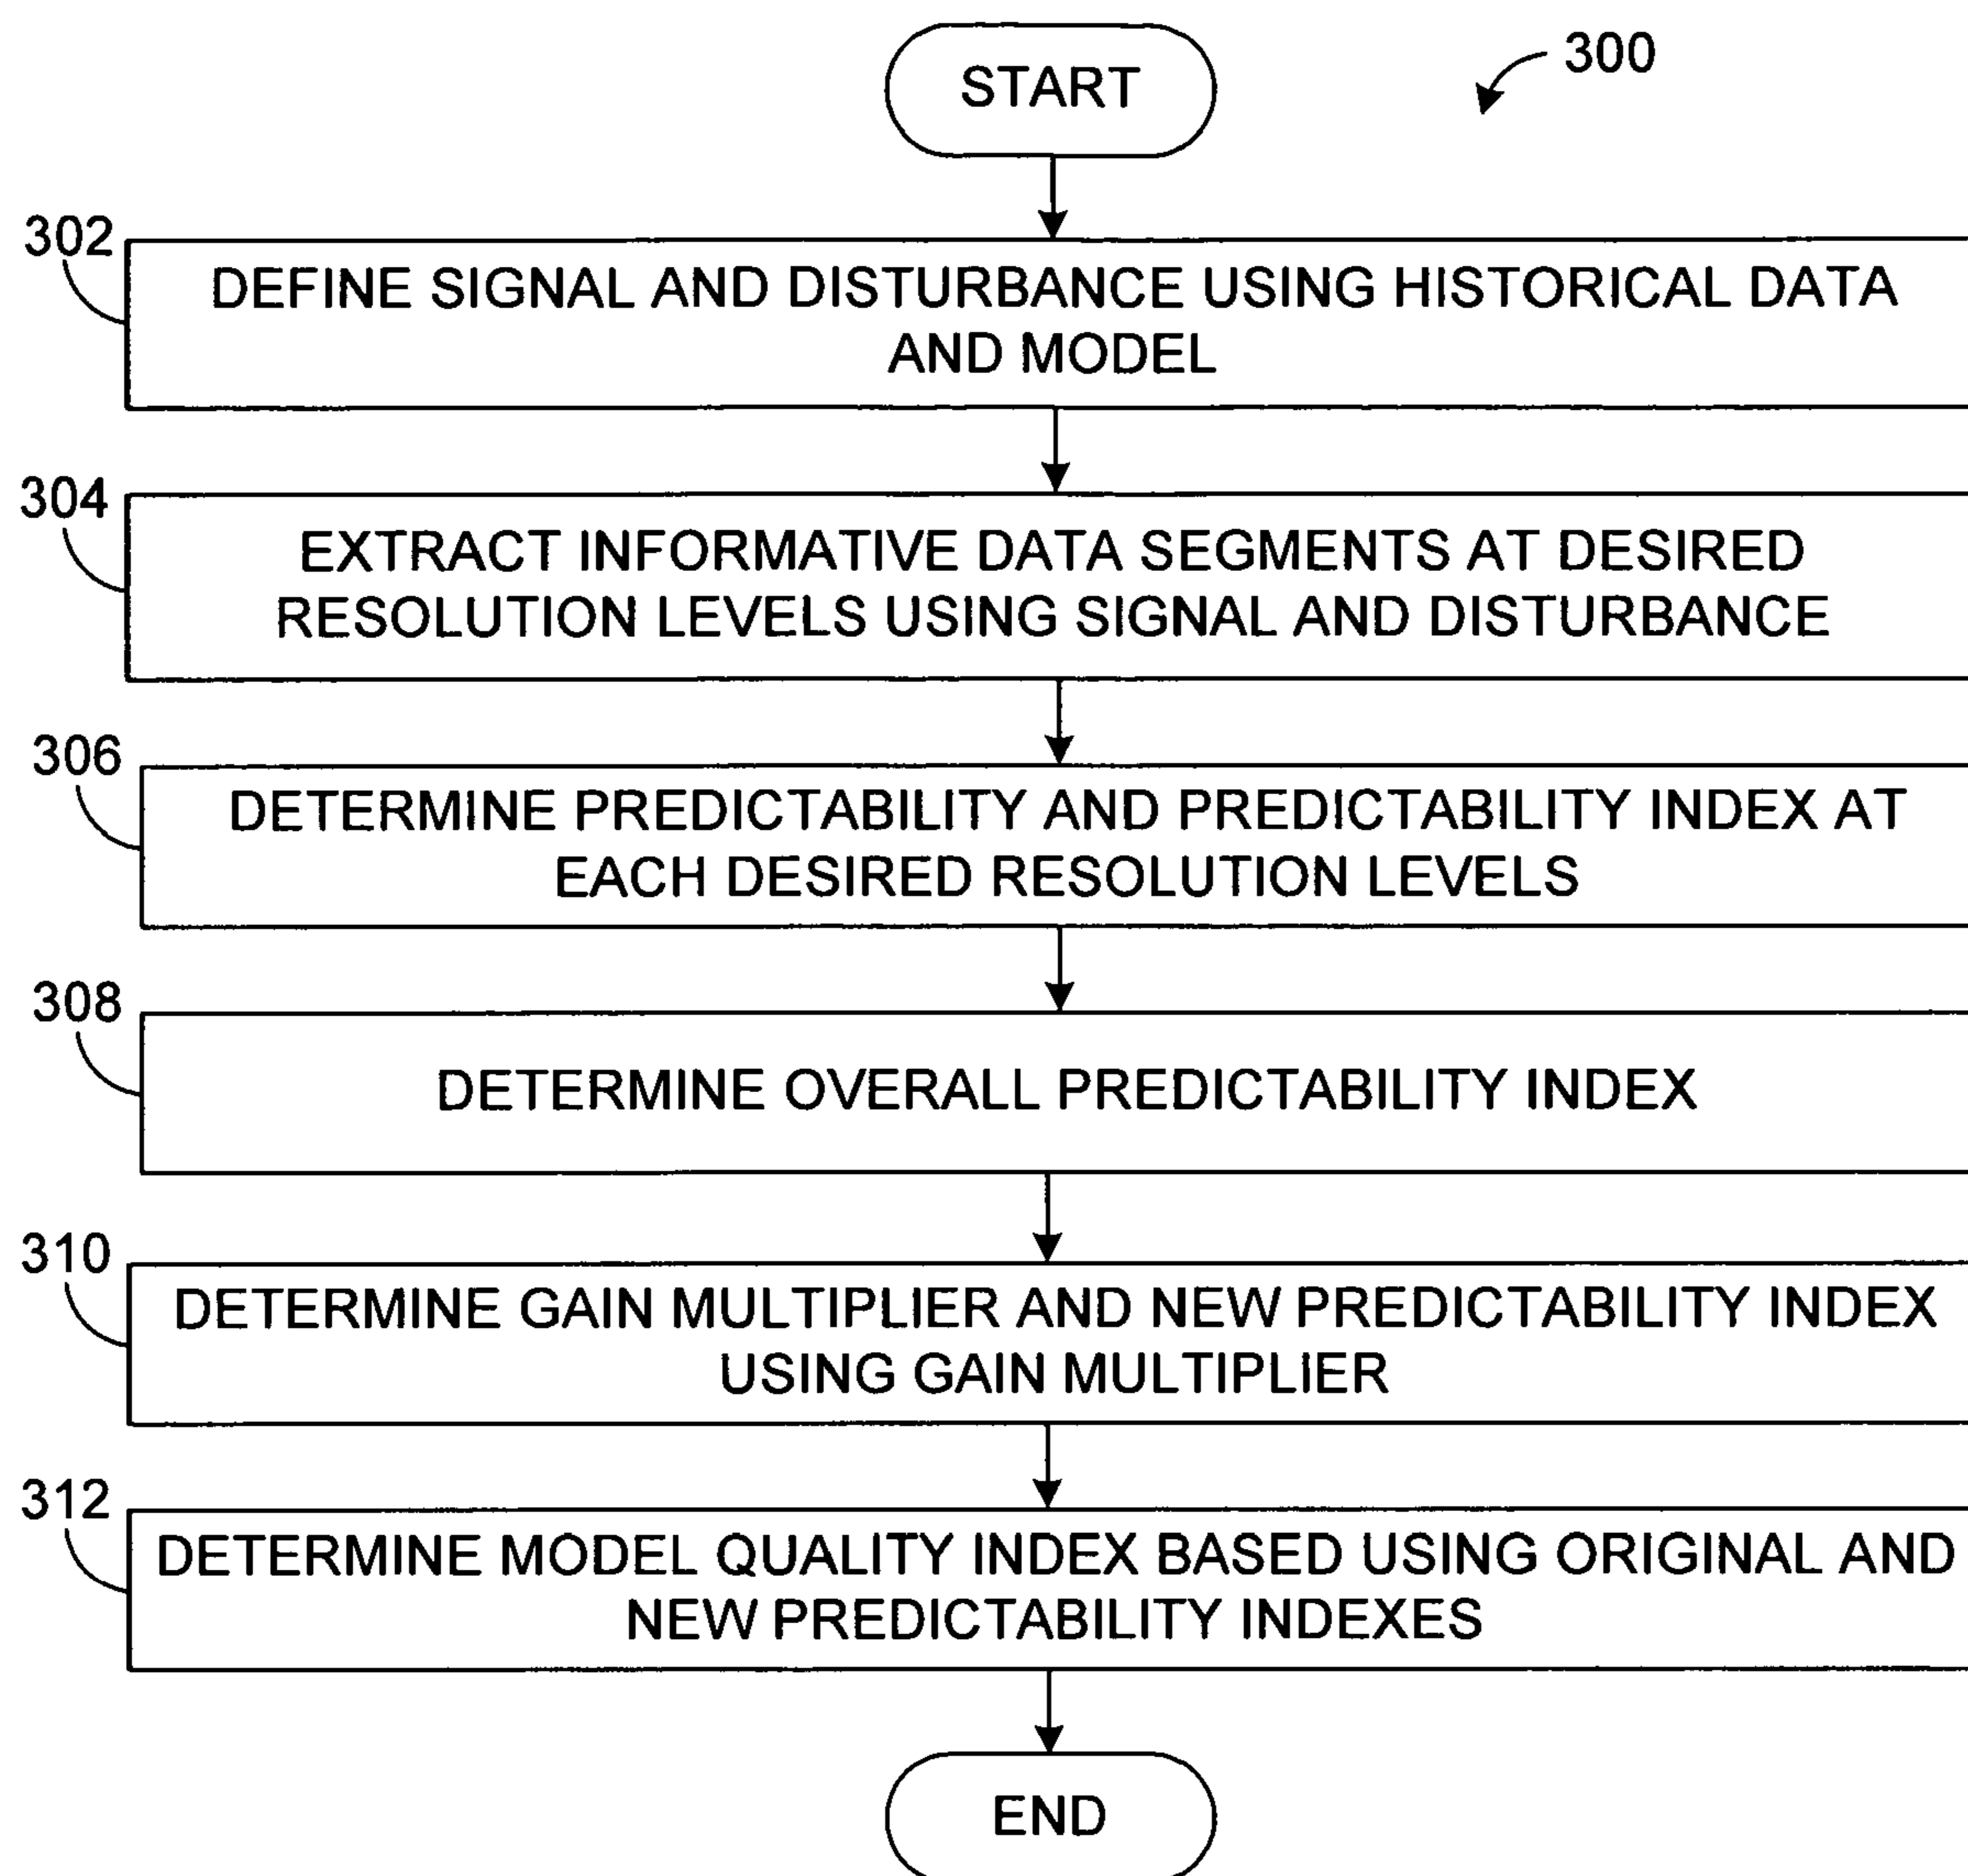 START
300
302
DEFINE SIGNAL AND DISTURBANCE USING HISTORICAL DATA
AND MODEL
304
EXTRACT INFORMATIVE DATA SEGMENTS AT DESIRED
RESOLUTION LEVELS USING SIGNAL AND DISTURBANCE
306
DETERMINE PREDICTABILITY AND PREDICTABILITY INDEX AT
EACH DESIRED RESOLUTION LEVELS
308
DETERMINE OVERALL PREDICTABILITY INDEX
310
DETERMINE GAIN MULTIPLIER AND NEW PREDICTABILITY INDEX
USING GAIN MULTIPLIER
312
DETERMINE MODEL QUALITY INDEX BASED USING ORIGINAL AND
NEW PREDICTABILITY INDEXES
END